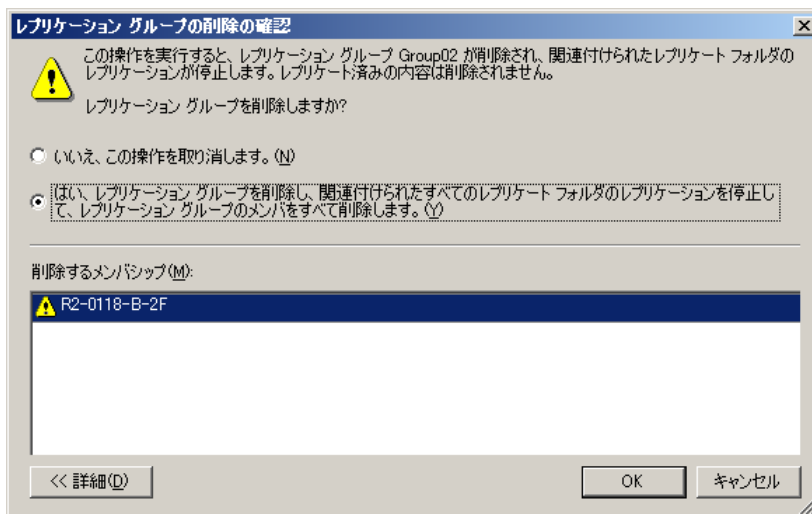 レプリケーション グループの削除の確認
この操作を実行すると、レプリケーション グループ Group02 が削除され、関連付けられたレプリケート フォルダの
レプリケーションが停止します。レプリケート済みの内容は削除されません。
レプリケーション グループを削除しますか?
いいえ、この操作を取り消します。(N)
はい、レプリケーション グループを削除し、関連付けられたすべてのレプリケート フォルダのレプリケーションを停止し
て、レプリケーション グループのメンバをすべて削除します。(Y)
削除するメンバシップ(M):
R2-0118-B-2F
<< 詳細(D)
OK
キャンセル